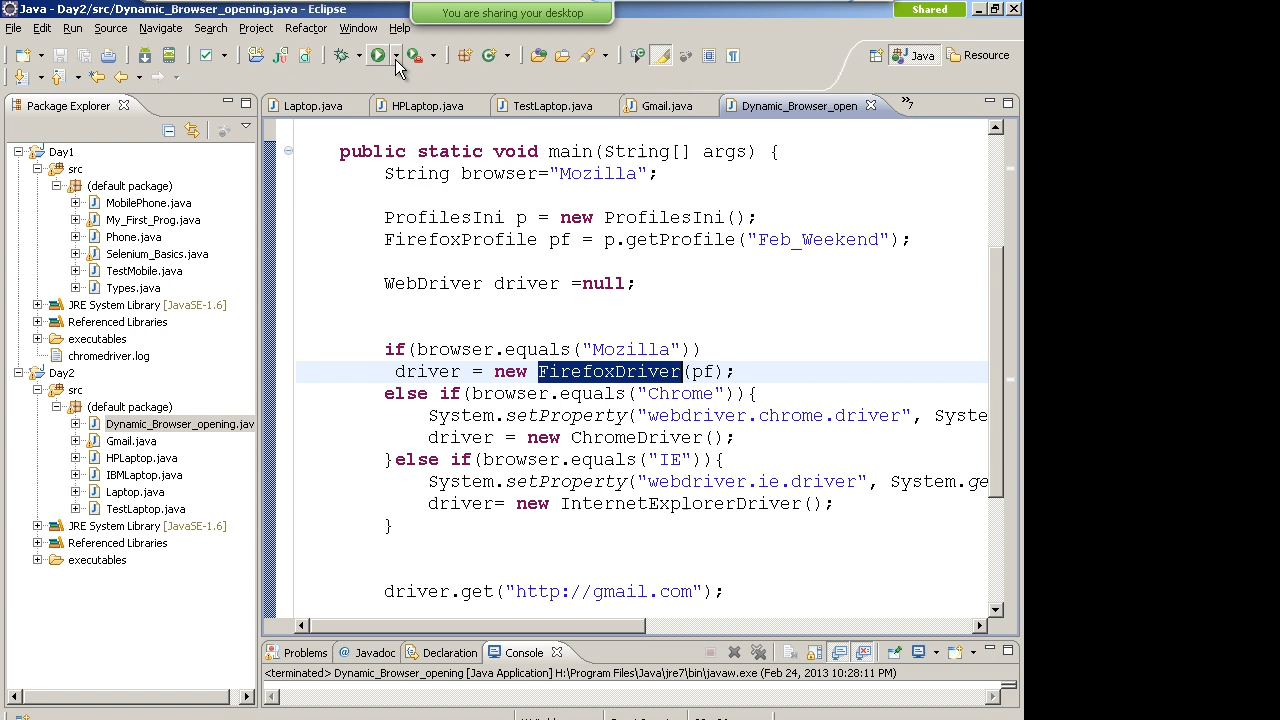 Java - Day2/src/Dynamic_Browser_opening.java - Eclipse
You are sharing your desktop
Shared
File Edit Run Source Navigate Search Project Refactor Window Help
Java
Resource
Package Explorer
Laptop.java HPLaptop.java TestLaptop.java Gmail.java Dynamic_Browser_open »7
Day1
src
(default package)
MobilePhone.java
My_First_Prog.java
Phone.java
Selenium_Basics.java
TestMobile.java
Types.java
JRE System Library [JavaSE-1.6]
Referenced Libraries
executables
chromedriver.log
Day2
src
(default package)
Dynamic_Browser_opening.jav
Gmail.java
HPLaptop.java
IBMLaptop.java
Laptop.java
TestLaptop.java
JRE System Library [JavaSE-1.6]
Referenced Libraries
executables
public static void main(String[] args) {
String browser="Mozilla";
ProfilesIni p = new ProfilesIni();
FirefoxProfile pf = p.getProfile("Feb_Weekend");
WebDriver driver =null;
if(browser.equals("Mozilla"))
driver = new FirefoxDriver(pf);
else if(browser.equals("Chrome")){
System.setProperty("webdriver.chrome.driver", Syste
driver = new ChromeDriver();
}else if(browser.equals("IE")){
System.setProperty("webdriver.ie.driver", System.ge
driver= new InternetExplorerDriver();
}
driver.get("http://gmail.com");
Problems Javadoc Declaration Console
<terminated> Dynamic_Browser_opening [Java Application] H:\Program Files\Java\jre7\bin\javaw.exe (Feb 24, 2013 10:28:11 PM)